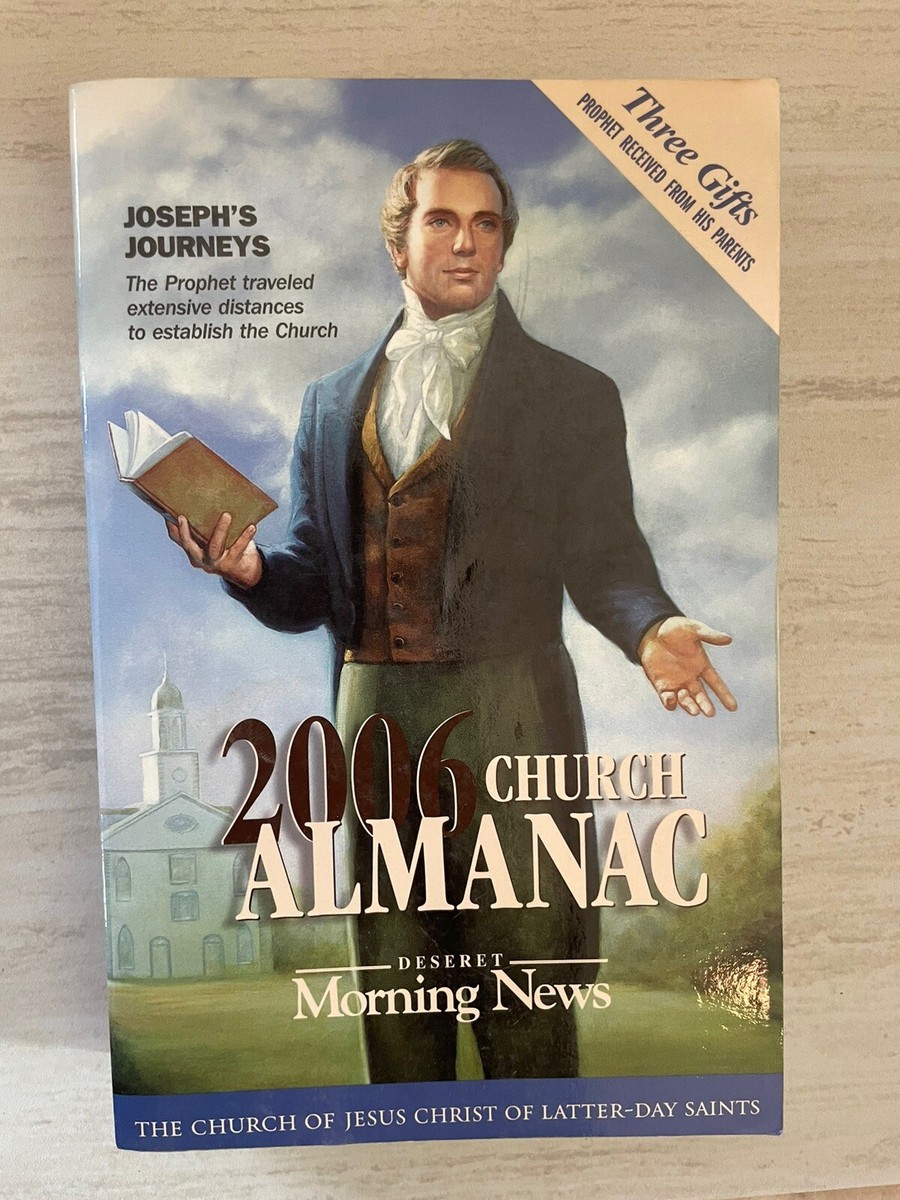 Three Gifts
PROPHET RECEIVED FROM HIS PARENTS
JOSEPH'S
JOURNEYS
The Prophet traveled
extensive distances
to establish the Church
2006 CHURCH
ALMANAC
DESERET
Morning News
THE CHURCH OF JESUS CHRIST OF LATTER-DAY SAINTS